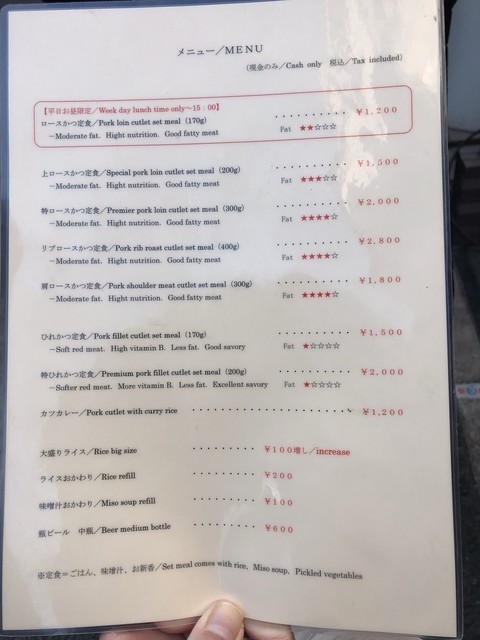 メニュー／MENU
（現金のみ／Cash only　税込／Tax included）
【平日お昼限定／Week day lunch time only～15：00】
ロースかつ定食／Pork loin cutlet set meal（170g） ・・・・・・・・・・ ￥1,200
－Moderate fat. Hight nutrition. Good fatty meat Fat ★★☆☆☆
上ロースかつ定食／Special pork loin cutlet set meal（200g） ・・・・・・・・・・ ￥1,500
－Moderate fat. Hight nutrition. Good fatty meat Fat ★★★☆☆
特ロースかつ定食／Premier pork loin cutlet set meal（300g） ・・・・・・・・・・ ￥2,000
－Moderate fat. Hight nutrition. Good fatty meat Fat ★★★★☆
リブロースかつ定食／Pork rib roast cutlet set meal（400g） ・・・・・・・・・・ ￥2,800
－Moderate fat. Hight nutrition. Good fatty meat Fat ★★★★☆
肩ロースかつ定食／Pork shoulder meat cutlet set meal（300g） ・・・・・・・・・・ ￥1,800
－Moderate fat. Hight nutrition. Good fatty meat Fat ★★★★☆
ひれかつ定食／Pork fillet cutlet set meal（170g） ・・・・・・・・・・ ￥1,500
－Soft red meat. High vitamin B. Less fat. Good savory Fat ★☆☆☆☆
特ひれかつ定食／Premium pork fillet cutlet set meal（200g） ・・・・・・・・・・ ￥2,000
－Softer red meat. More vitamin B. Less fat. Excellent savory Fat ★☆☆☆☆
カツカレー／Pork cutlet with curry rice ・・・・・・・・・・・・・・・・・・・・ ￥1,200
大盛りライス／Rice big size ・・・・・・・・・ ￥100増し／increase
ライスおかわり／Rice refill ・・・・・・・・・ ￥200
味噌汁おかわり／Miso soup refill ・・・・・・・・・ ￥100
瓶ビール　中瓶／Beer medium bottle ・・・・・・・・・ ￥600
※定食＝ごはん、味噌汁、お新香／Set meal comes with rice, Miso soup, Pickled vegetables